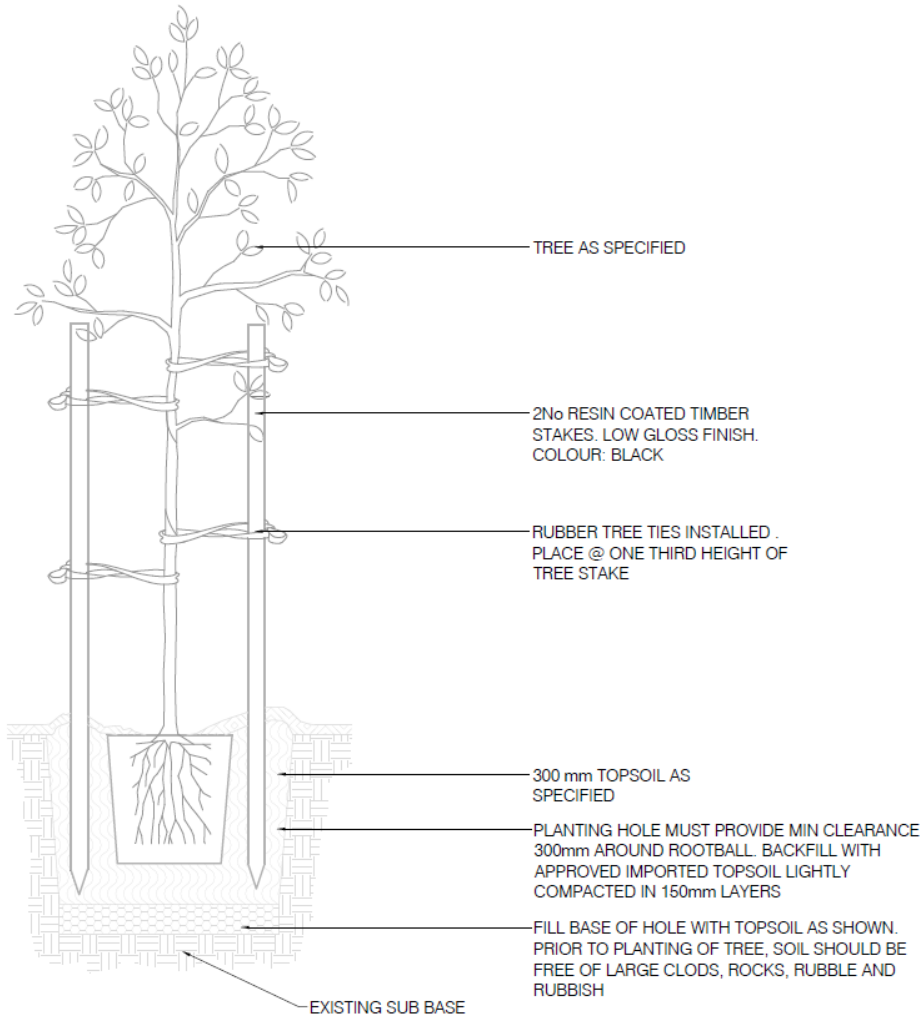 TREE AS SPECIFIED
2No RESIN COATED TIMBER
STAKES. LOW GLOSS FINISH.
COLOUR: BLACK
RUBBER TREE TIES INSTALLED .
PLACE @ ONE THIRD HEIGHT OF
TREE STAKE
300 mm TOPSOIL AS
SPECIFIED
PLANTING HOLE MUST PROVIDE MIN CLEARANCE
300mm AROUND ROOTBALL. BACKFILL WITH
APPROVED IMPORTED TOPSOIL LIGHTLY
COMPACTED IN 150mm LAYERS
FILL BASE OF HOLE WITH TOPSOIL AS SHOWN.
PRIOR TO PLANTING OF TREE, SOIL SHOULD BE
FREE OF LARGE CLODS, ROCKS, RUBBLE AND
RUBBISH
EXISTING SUB BASE